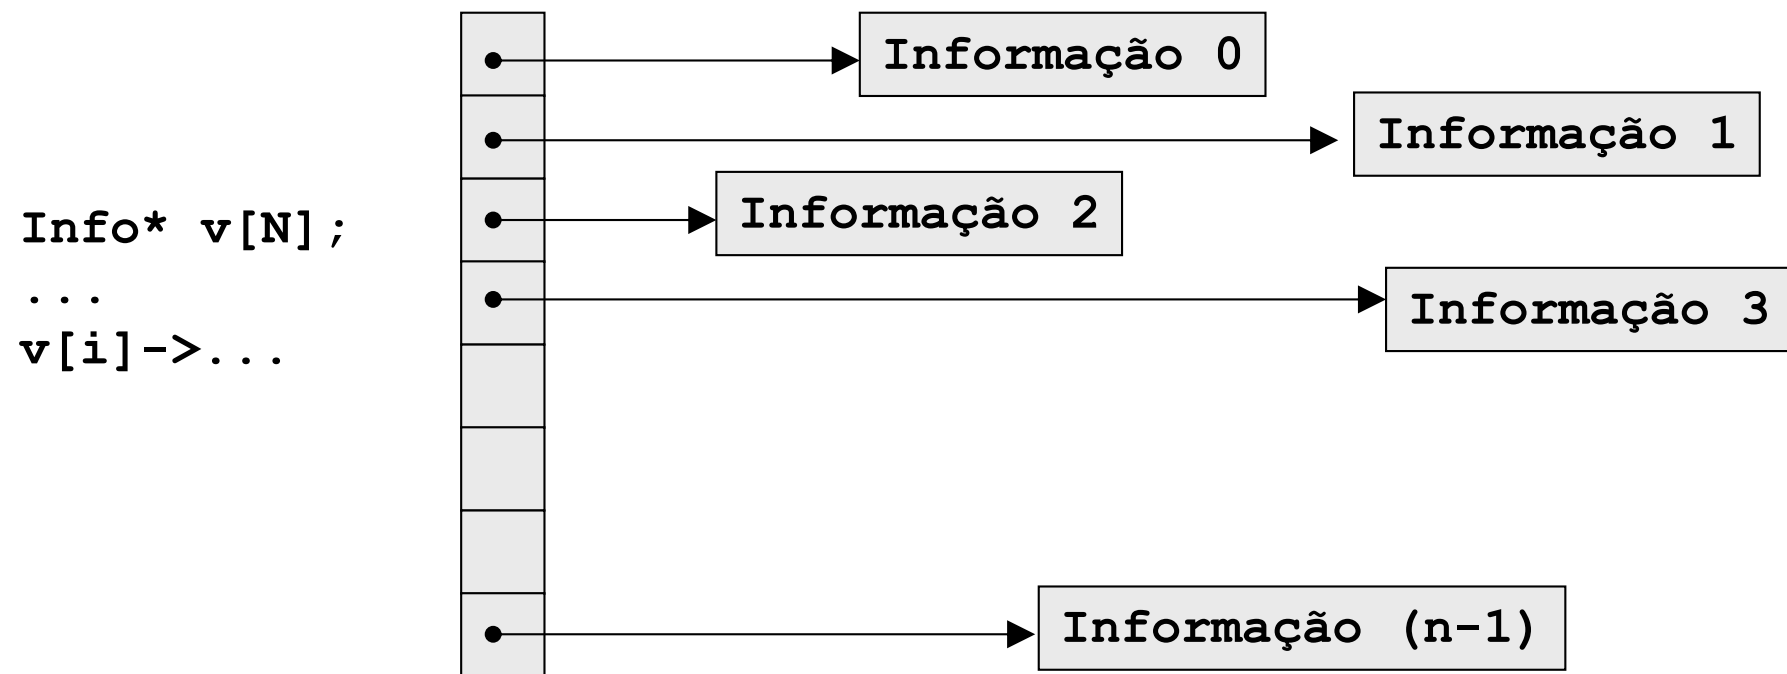 Informação 0
Informação 1
Informação 2
Info* v[N];
...
v[i]->...
Informação 3
Informação (n-1)